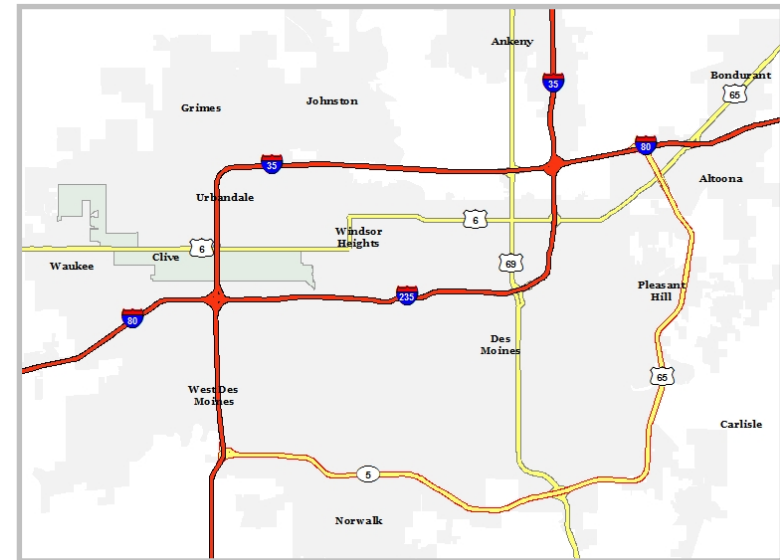 Ankeny
Bondurant
35
65
Johnston
Grimes
80
35
Altoona
Urbandale
6
Windsor
Heights
6
Clive
Waukee
69
Pleasant
Hill
235
80
Des
Moines
65
West Des
Moines
Carlisle
5
Norwalk